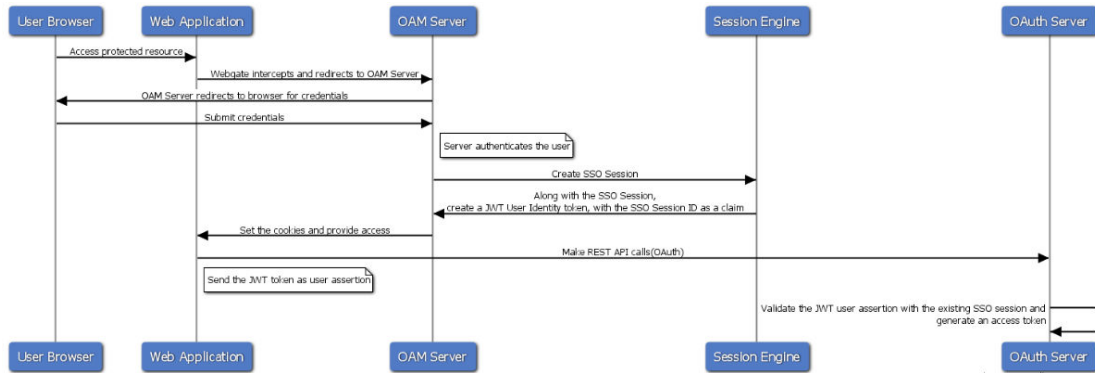 User Browser
Web Application
OAM Server
Session Engine
OAuth Server
Access protected resource
Webgate intercepts and redirects to OAM Server
OAM Server redirects to browser for credentials
Submit credentials
Server authenticates the user
Create SSO Session
Along with the SSO Session,
create a JWT User Identity token, with the SSO Session ID as a claim
Set the cookies and provide access
Make REST API calls(OAuth)
Send the JWT token as user assertion
Validate the JWT user assertion with the existing SSO session and
generate an access token
User Browser
Web Application
OAM Server
Session Engine
OAuth Server